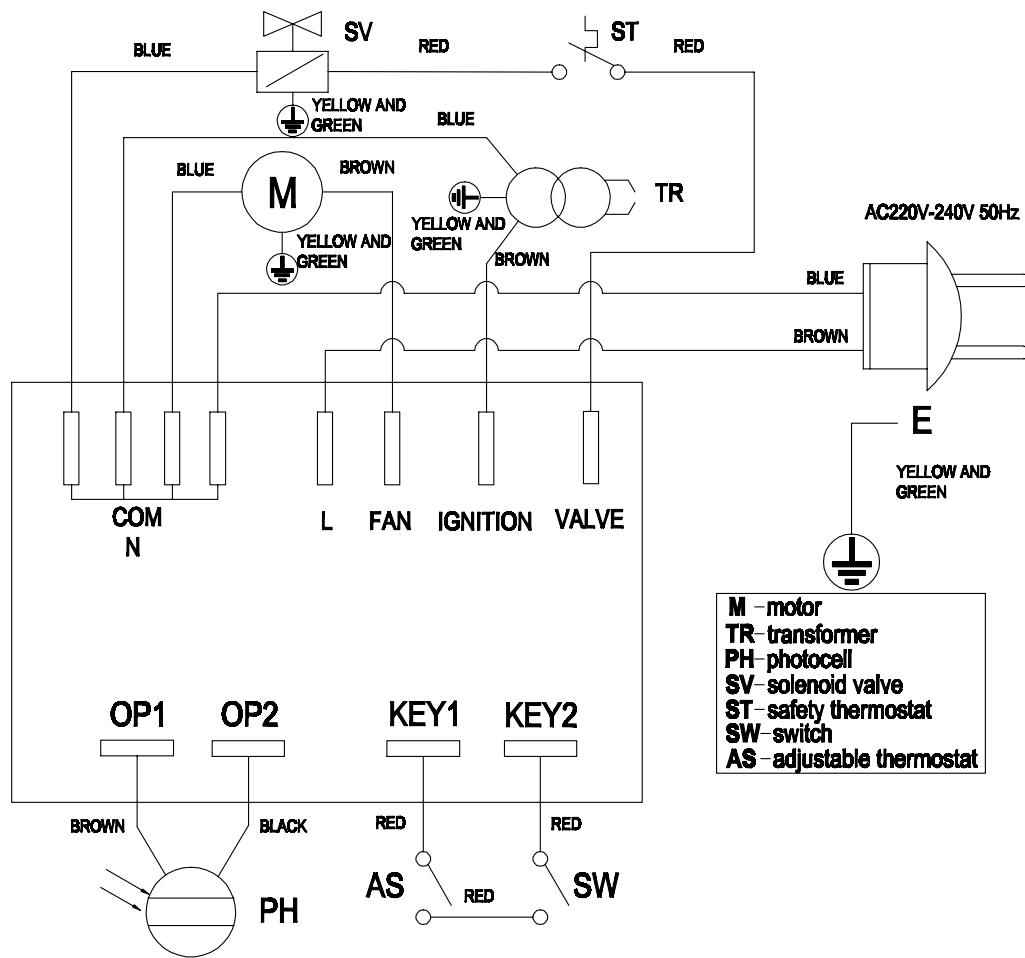 SV
ST
BLUE
RED
RED
YELLOW AND
GREEN
BLUE
BLUE
BROWN
M
TR
YELLOW AND
GREEN
YELLOW AND
GREEN
BROWN
AC220V-240V 50Hz
BLUE
BROWN
E
YELLOW AND
GREEN
COM
N
L
FAN
IGNITION
VALVE
M-motor
TR-transformer
PH-photocell
SV-solenoid valve
ST-safety thermostat
SW-switch
AS-adjustable thermostat
OP1
OP2
KEY1
KEY2
BROWN
BLACK
RED
RED
PH
AS
RED
SW